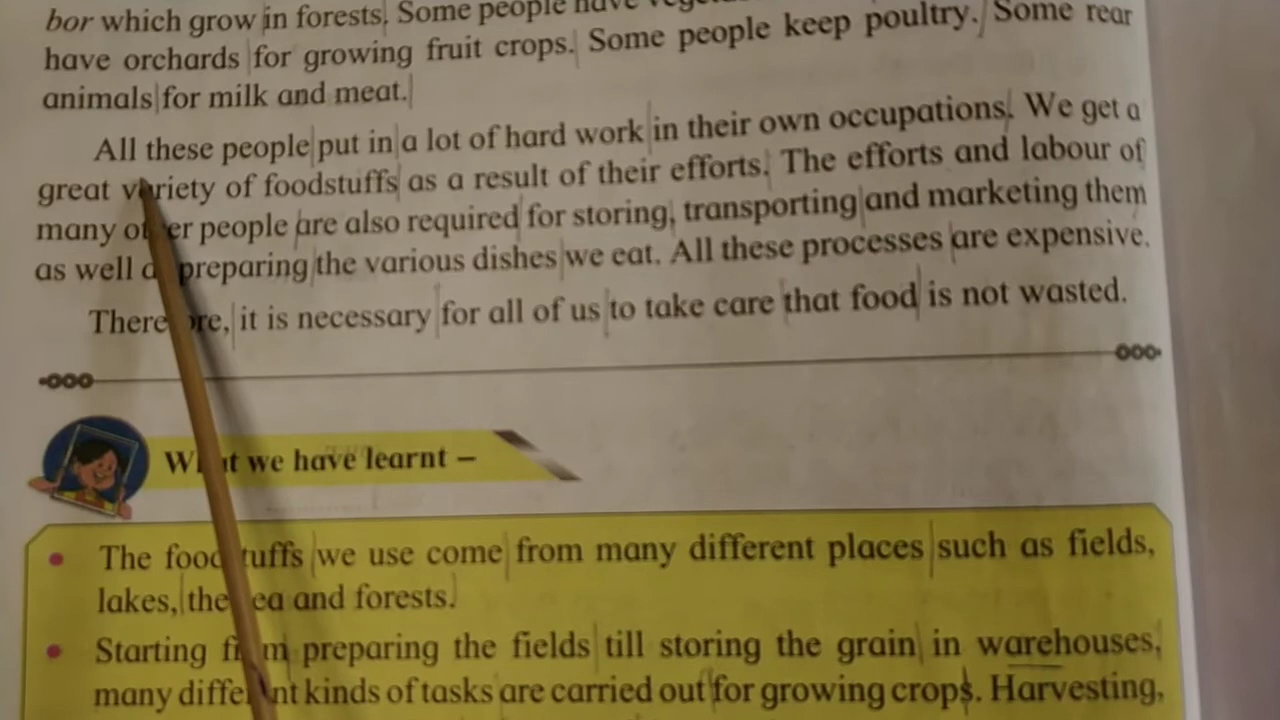 bor which grow in forests. Some people have
have orchards for growing fruit crops. Some people keep poultry. Some rear
animals for milk and meat.
All these people put in a lot of hard work in their own occupations. We get a
great variety of foodstuffs as a result of their efforts. The efforts and labour of
many other people are also required for storing, transporting and marketing them
as well as preparing the various dishes we eat. All these processes are expensive.
Therefore, it is necessary for all of us to take care that food is not wasted.
What we have learnt –
• The foodstuffs we use come from many different places such as fields,
lakes, the sea and forests.
• Starting from preparing the fields till storing the grain in warehouses,
many different kinds of tasks are carried out for growing crops. Harvesting,